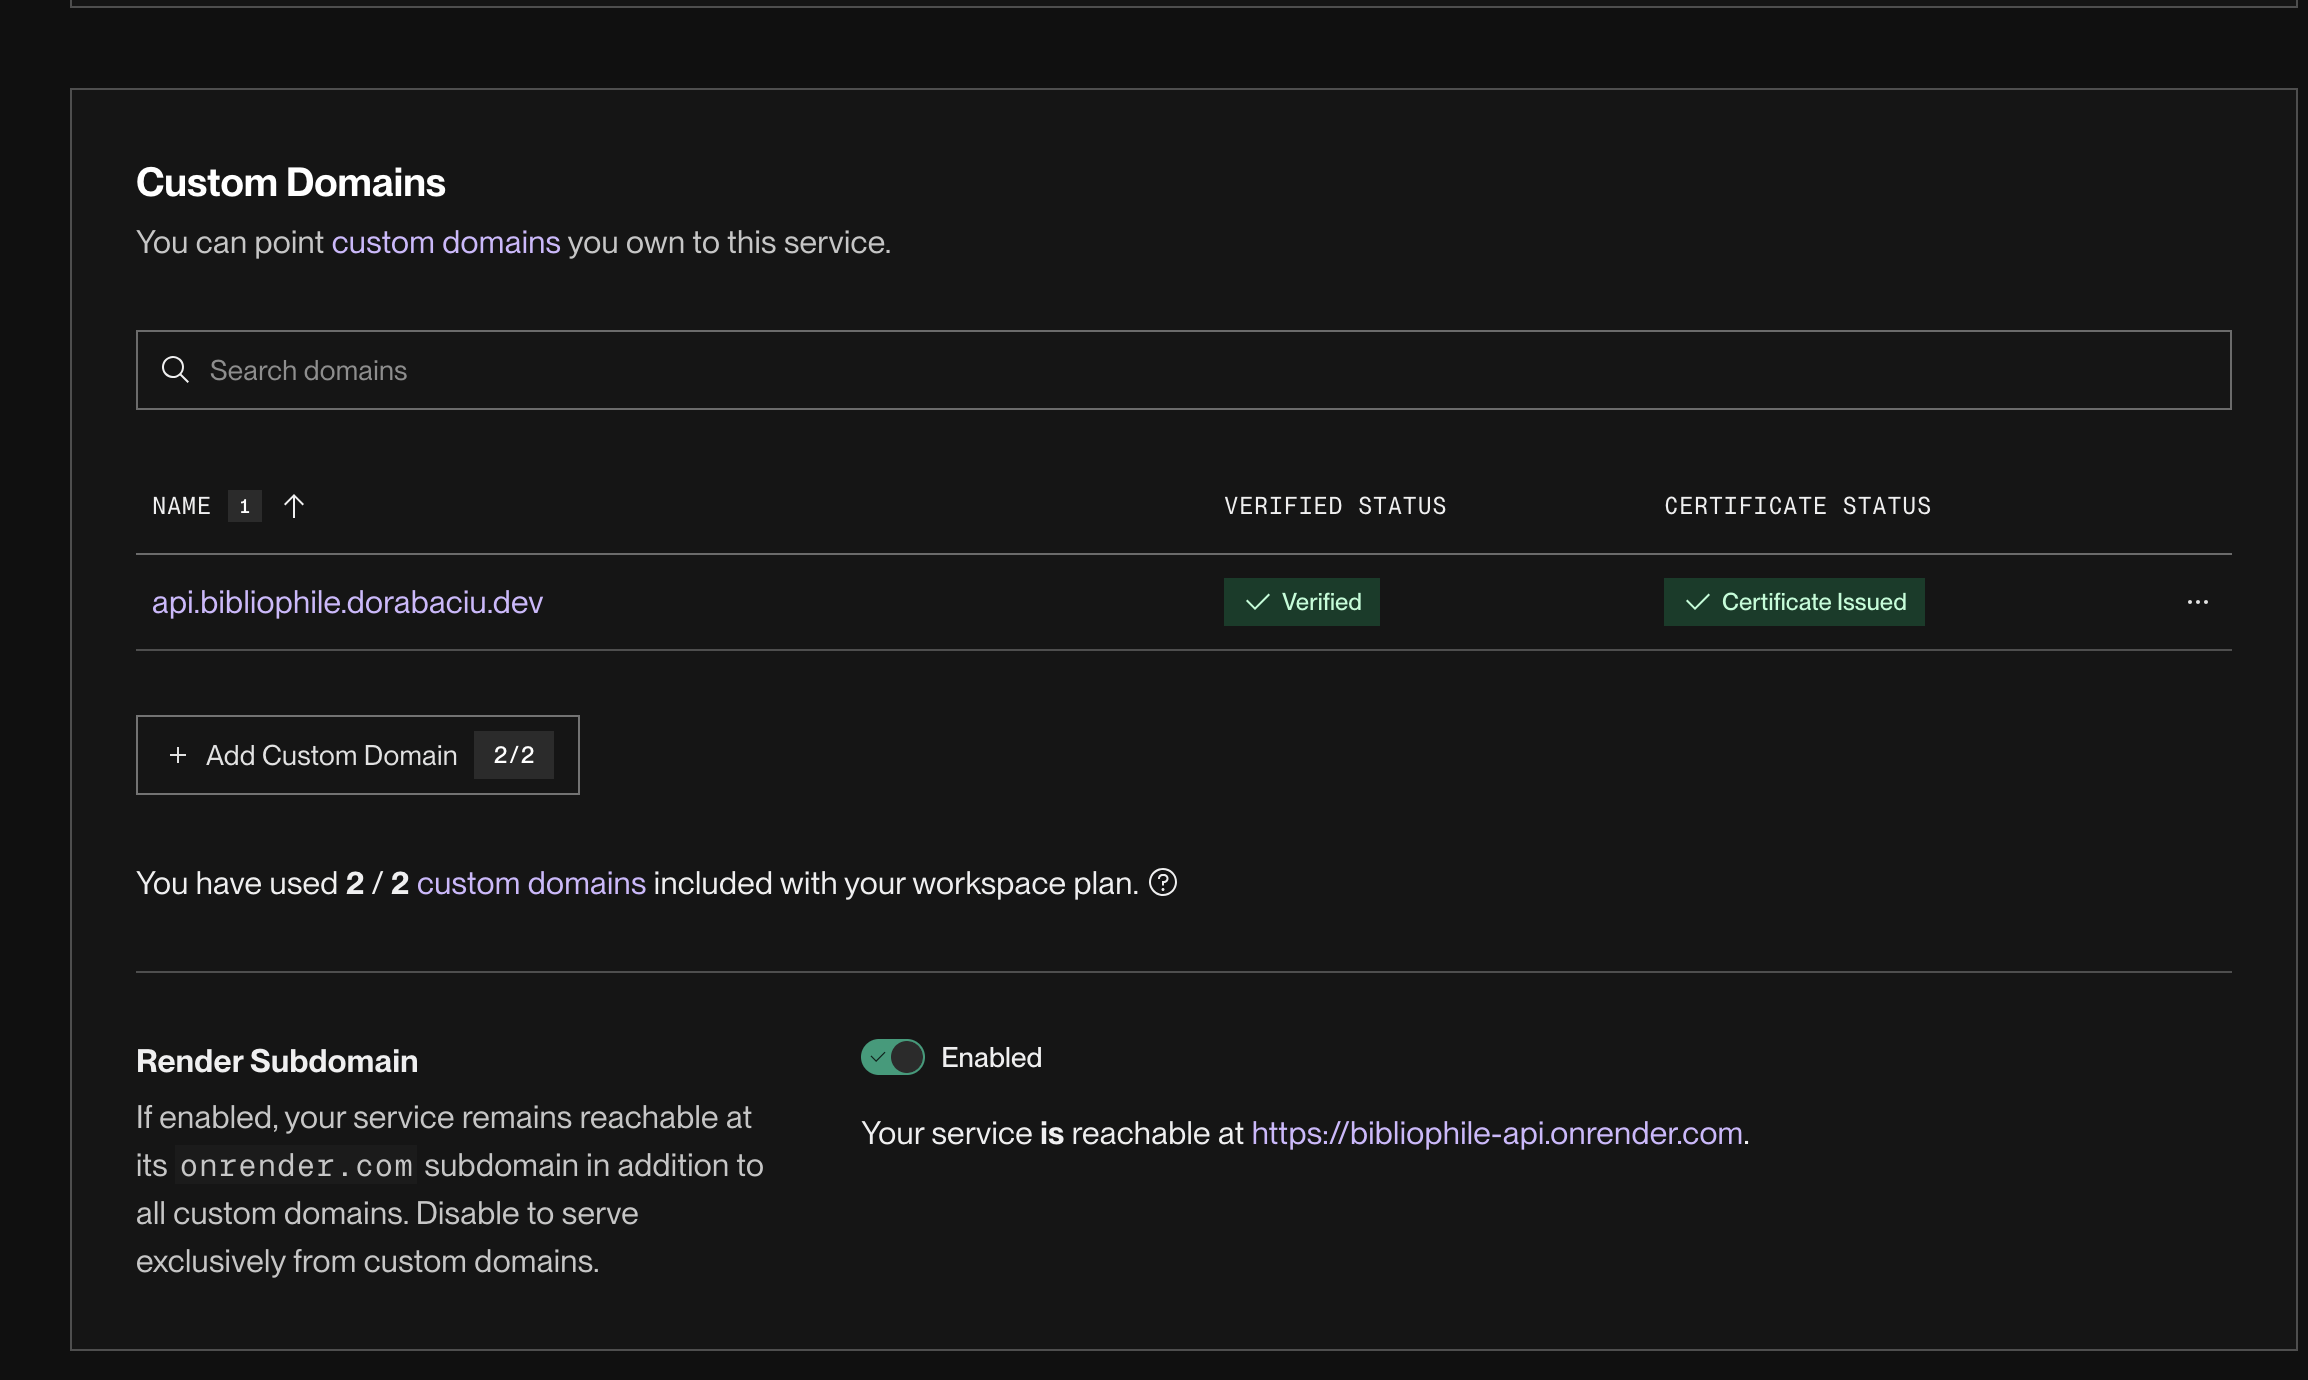 Custom Domains
You can point custom domains you own to this service.
Search domains
NAME 1 ↑ VERIFIED STATUS CERTIFICATE STATUS
api.bibliophile.dorabaciu.dev Verified Certificate Issued ...
+ Add Custom Domain 2/2
You have used 2 / 2 custom domains included with your workspace plan. ?
Render Subdomain
If enabled, your service remains reachable at
its onrender.com subdomain in addition to
all custom domains. Disable to serve
exclusively from custom domains.
Enabled
Your service is reachable at https://bibliophile-api.onrender.com.